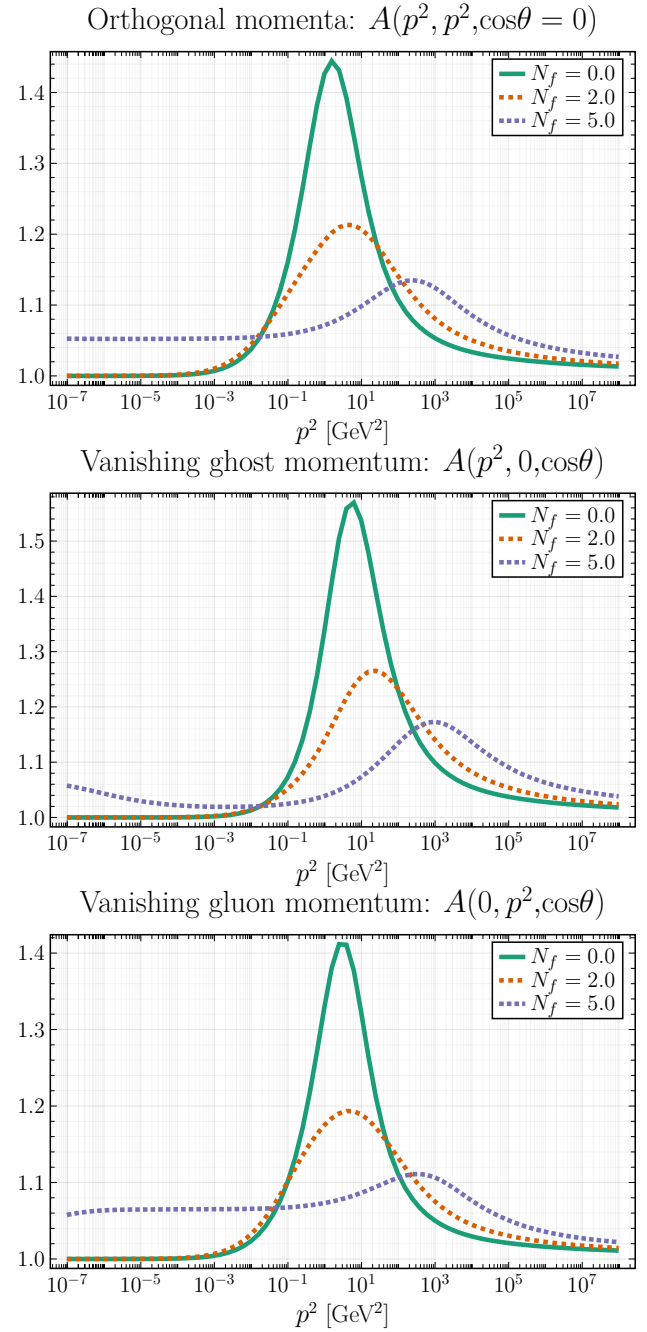 Orthogonal momenta: A(p², p²,cosθ = 0)
N_f = 0.0
N_f = 2.0
N_f = 5.0
1.4
1.3
1.2
1.1
1.0
10⁻⁷ 10⁻⁵ 10⁻³ 10⁻¹ 10¹ 10³ 10⁵ 10⁷
p² [GeV²]
Vanishing ghost momentum: A(p², 0,cosθ)
N_f = 0.0
N_f = 2.0
N_f = 5.0
1.5
1.4
1.3
1.2
1.1
1.0
10⁻⁷ 10⁻⁵ 10⁻³ 10⁻¹ 10¹ 10³ 10⁵ 10⁷
p² [GeV²]
Vanishing gluon momentum: A(0, p²,cosθ)
N_f = 0.0
N_f = 2.0
N_f = 5.0
1.4
1.3
1.2
1.1
1.0
10⁻⁷ 10⁻⁵ 10⁻³ 10⁻¹ 10¹ 10³ 10⁵ 10⁷
p² [GeV²]